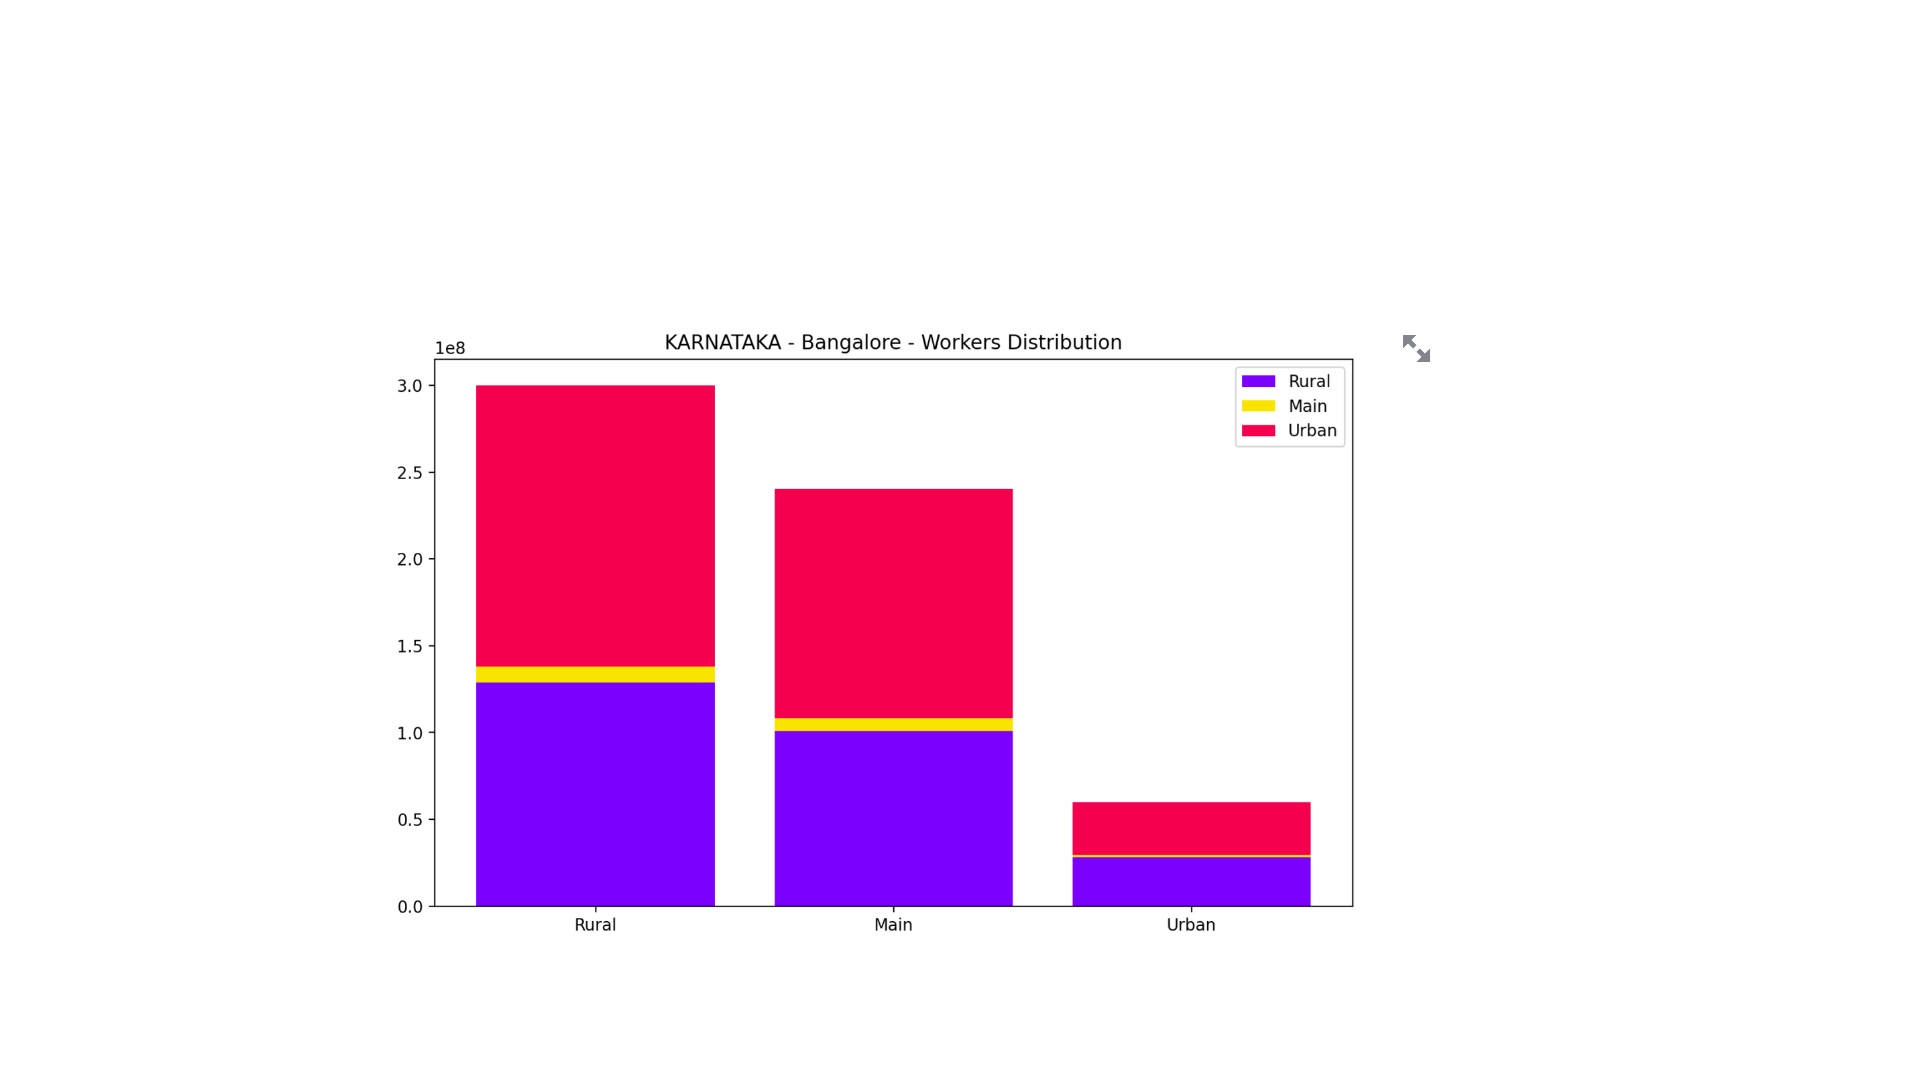 KARNATAKA - Bangalore - Workers Distribution
1e8
3.0
2.5
2.0
1.5
1.0
0.5
0.0
Rural
Main
Urban
Rural
Main
Urban